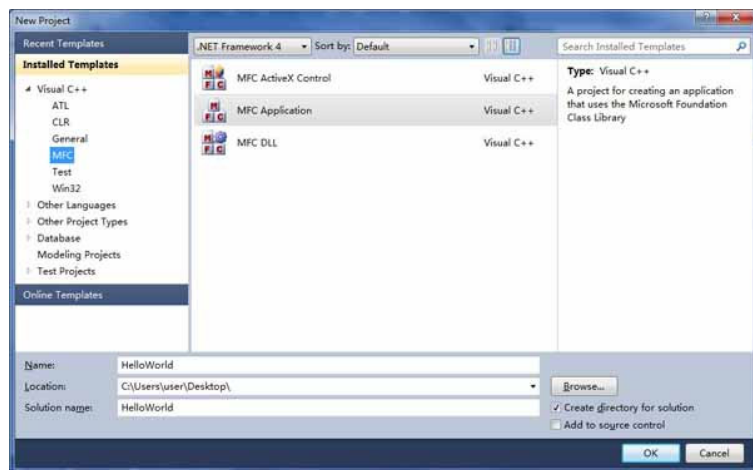 New Project
Recent Templates
.NET Framework 4
Sort by: Default
Search Installed Templates
Installed Templates
Visual C++
ATL
CLR
General
MFC
Test
Win32
Other Languages
Other Project Types
Database
Modeling Projects
Test Projects
Online Templates
MFC ActiveX Control Visual C++
MFC Application Visual C++
MFC DLL Visual C++
Type: Visual C++
A project for creating an application
that uses the Microsoft Foundation
Class Library
Name: HelloWorld
Location: C:\Users\user\Desktop\
Browse...
Solution name: HelloWorld
Create directory for solution
Add to source control
OK Cancel